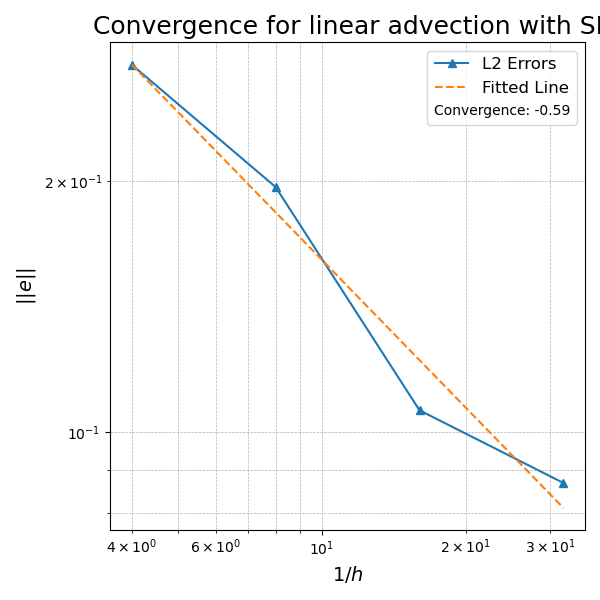 Convergence for linear advection with S
L2 Errors
Fitted Line
Convergence: -0.59
||e||
2 × 10⁻¹
10⁻¹
4 × 10⁰
6 × 10⁰
10¹
2 × 10¹
3 × 10¹
1/h